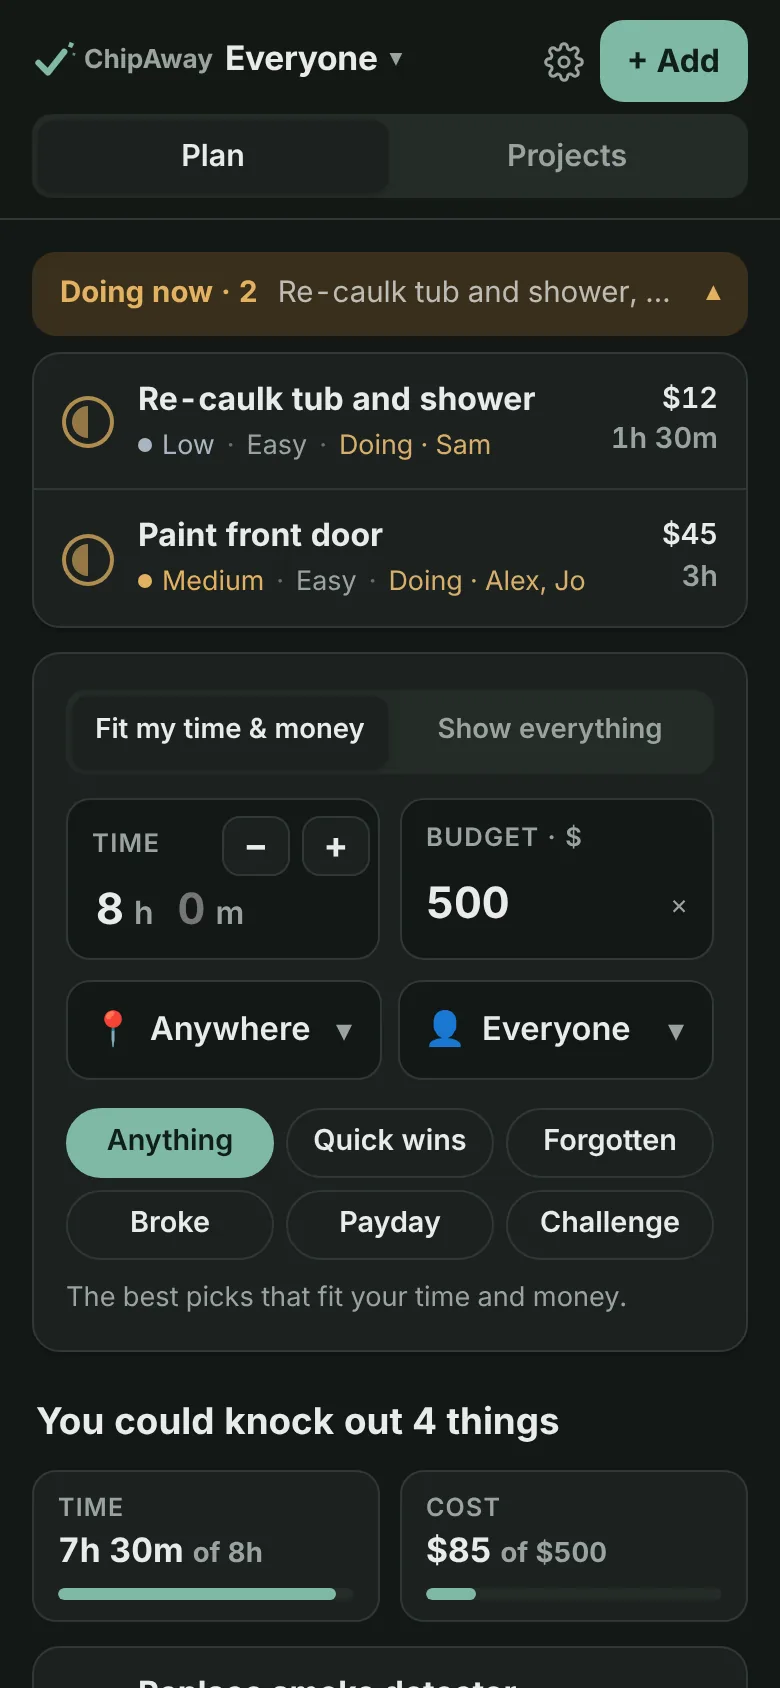 ChipAway Everyone ▼
+ Add
Plan
Projects
Doing now · 2 Re-caulk tub and shower, ... ▲
Re-caulk tub and shower
$12
Low · Easy · Doing · Sam
1h 30m
Paint front door
$45
Medium · Easy · Doing · Alex, Jo
3h
Fit my time & money
Show everything
TIME
− +
8 h 0 m
BUDGET · $
500 ×
Anywhere ▼
Everyone ▼
Anything
Quick wins
Forgotten
Broke
Payday
Challenge
The best picks that fit your time and money.
You could knock out 4 things
TIME
7h 30m of 8h
COST
$85 of $500
Replace smoke detector